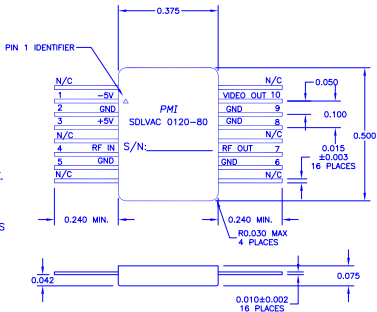 0.375
PIN 1 IDENTIFIER
N/C N/C
1 -5V VIDEO OUT 10
2 GND GND 9
3 +5V GND 8
N/C N/C
4 RF IN RF OUT 7
5 GND GND 6
N/C N/C
PMI
SDLVAC 0120-80
S/N:
0.050
0.100
0.500
0.015
±0.003
16 PLACES
0.240 MIN.
0.240 MIN.
R0.030 MAX
4 PLACES
S
0.042
0.075
0.010±0.002
16 PLACES